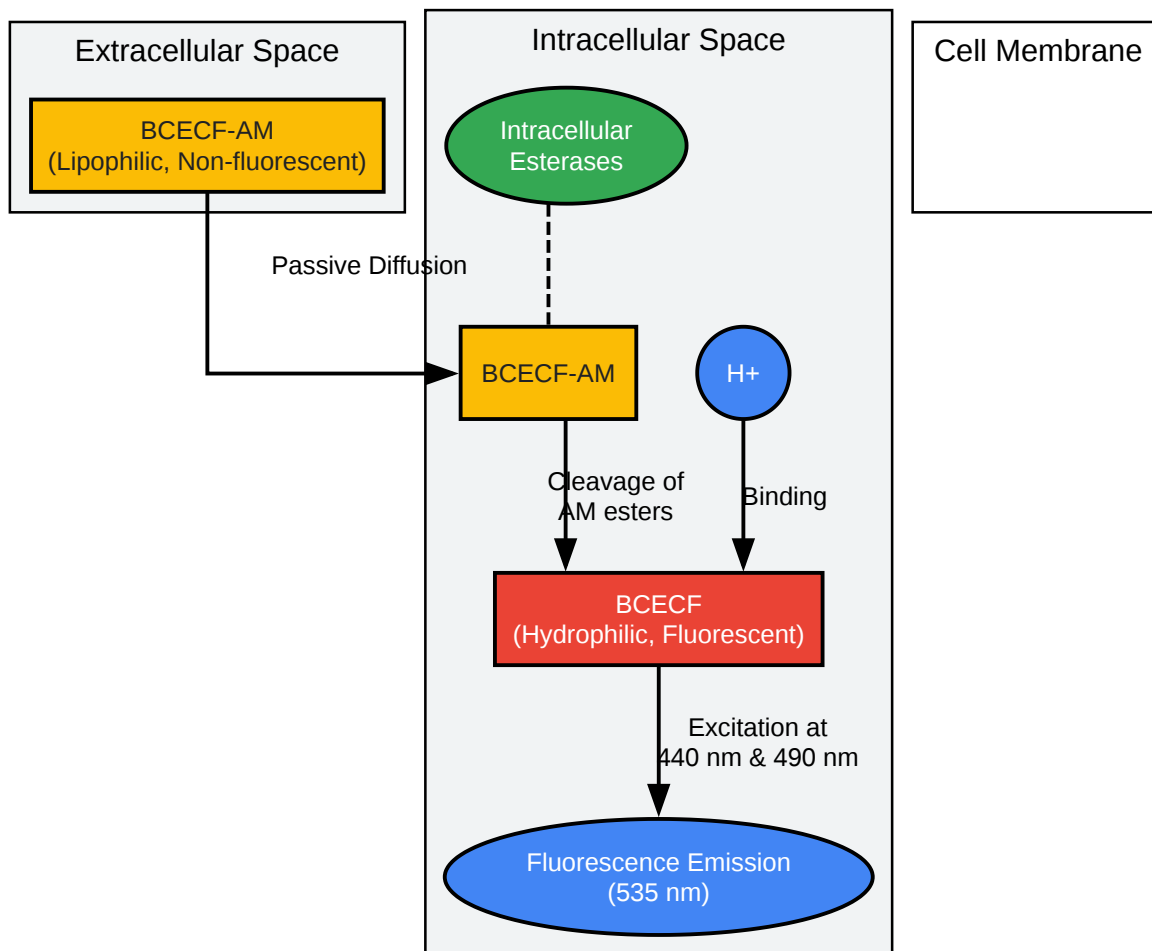 Extracellular Space
BCECF-AM
(Lipophilic, Non-fluorescent)
Passive Diffusion
Intracellular Space
Intracellular
Esterases
BCECF-AM
H+
Cleavage of
AM esters
Binding
BCECF
(Hydrophilic, Fluorescent)
Excitation at
440 nm & 490 nm
Fluorescence Emission
(535 nm)
Cell Membrane